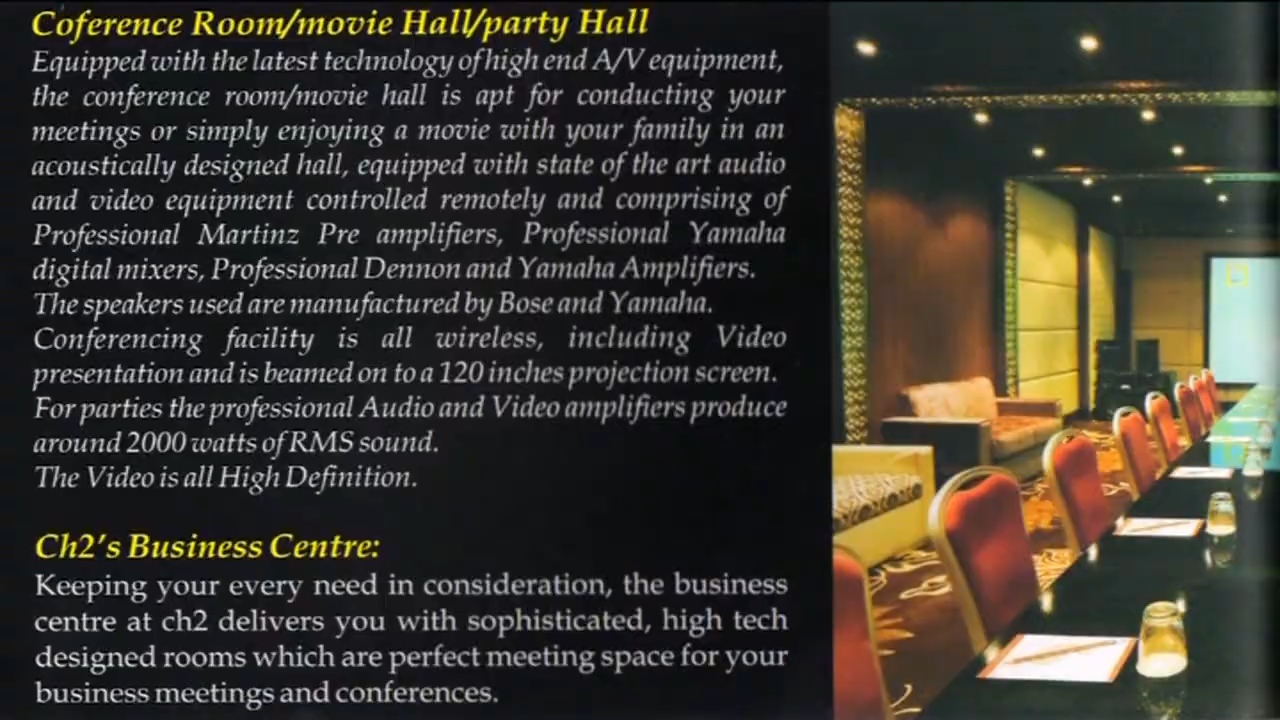 Coference Room/movie Hall/party Hall
Equipped with the latest technology of high end A/V equipment,
the conference room/movie hall is apt for conducting your
meetings or simply enjoying a movie with your family in an
acoustically designed hall, equipped with state of the art audio
and video equipment controlled remotely and comprising of
Professional Martinz Pre amplifiers, Professional Yamaha
digital mixers, Professional Dennon and Yamaha Amplifiers.
The speakers used are manufactured by Bose and Yamaha.
Conferencing facility is all wireless, including Video
presentation and is beamed on to a 120 inches projection screen.
For parties the professional Audio and Video amplifiers produce
around 2000 watts of RMS sound.
The Video is all High Definition.
Ch2's Business Centre:
Keeping your every need in consideration, the business
centre at ch2 delivers you with sophisticated, high tech
designed rooms which are perfect meeting space for your
business meetings and conferences.